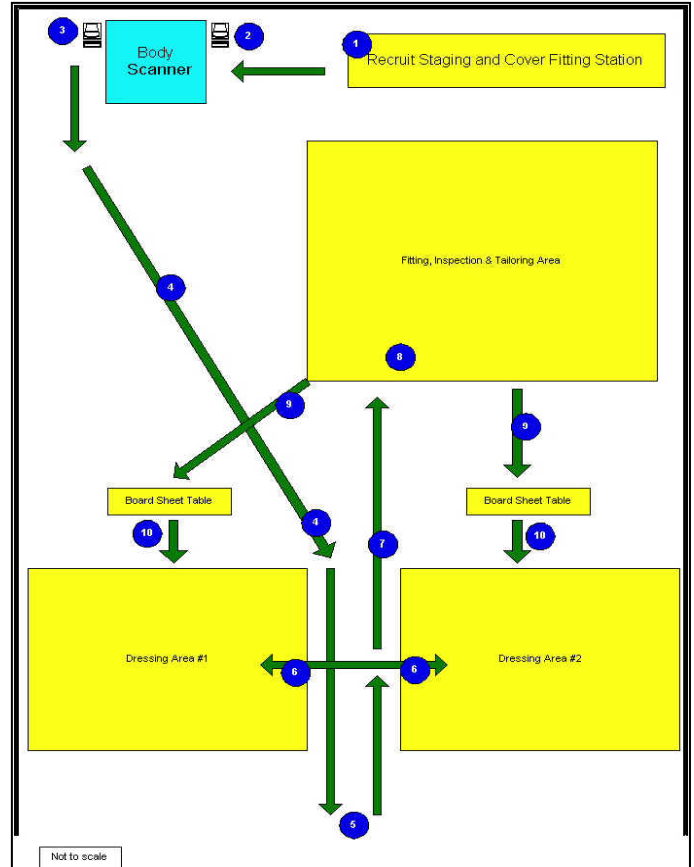 3
2
1
Body
Scanner
Recruit Staging and Cover Fitting Station
Fitting, Inspection & Tailoring Area
4
8
9
9
Board Sheet Table
Board Sheet Table
4
10
7
10
Dressing Area #1
Dressing Area #2
6
6
5
Not to scale